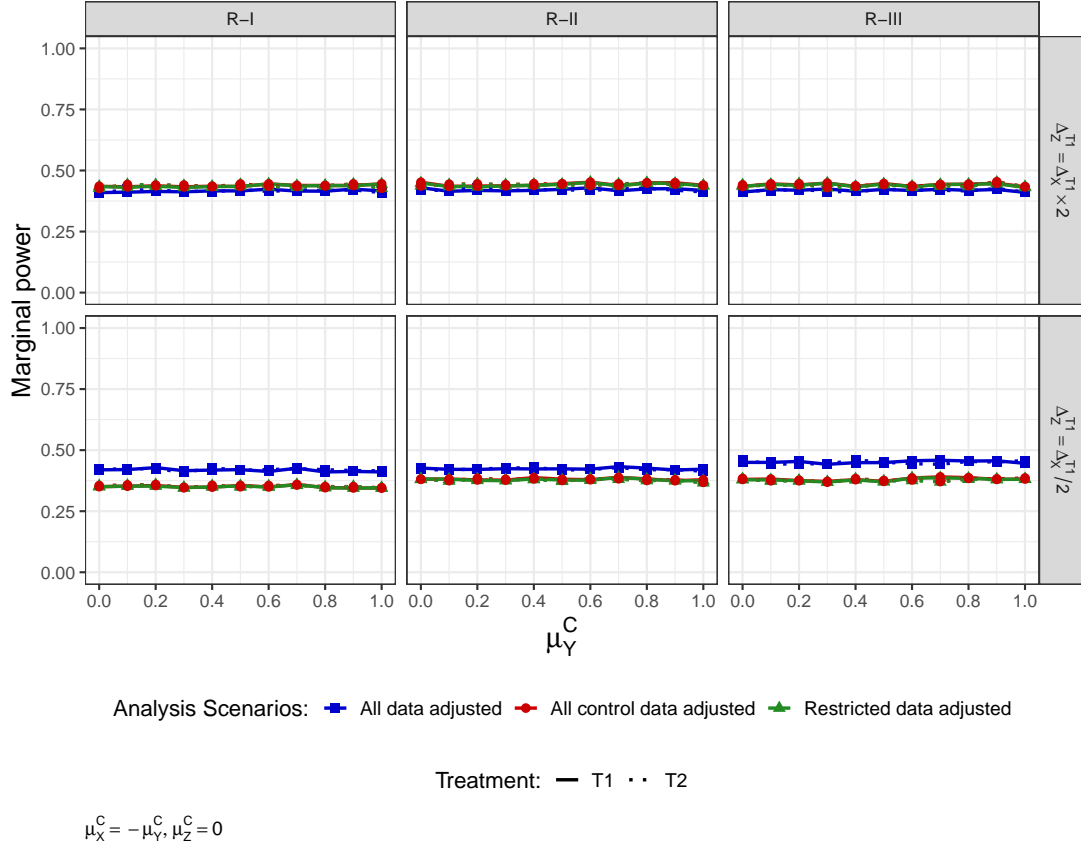 R−I R−II R−III
1.00
0.75
0.50
0.25
0.00
Δ_Z^T1 = Δ_X^T1 × 2
Marginal power
1.00
0.75
0.50
0.25
0.00
Δ_Z^T1 = Δ_X^T1/2
0.0 0.2 0.4 0.6 0.8 1.0 0.0 0.2 0.4 0.6 0.8 1.0 0.0 0.2 0.4 0.6 0.8 1.0
μ_Y^C
Analysis Scenarios: All data adjusted All control data adjusted Restricted data adjusted
Treatment: T1 T2
μ_X^C = −μ_Y^C, μ_Z^C = 0